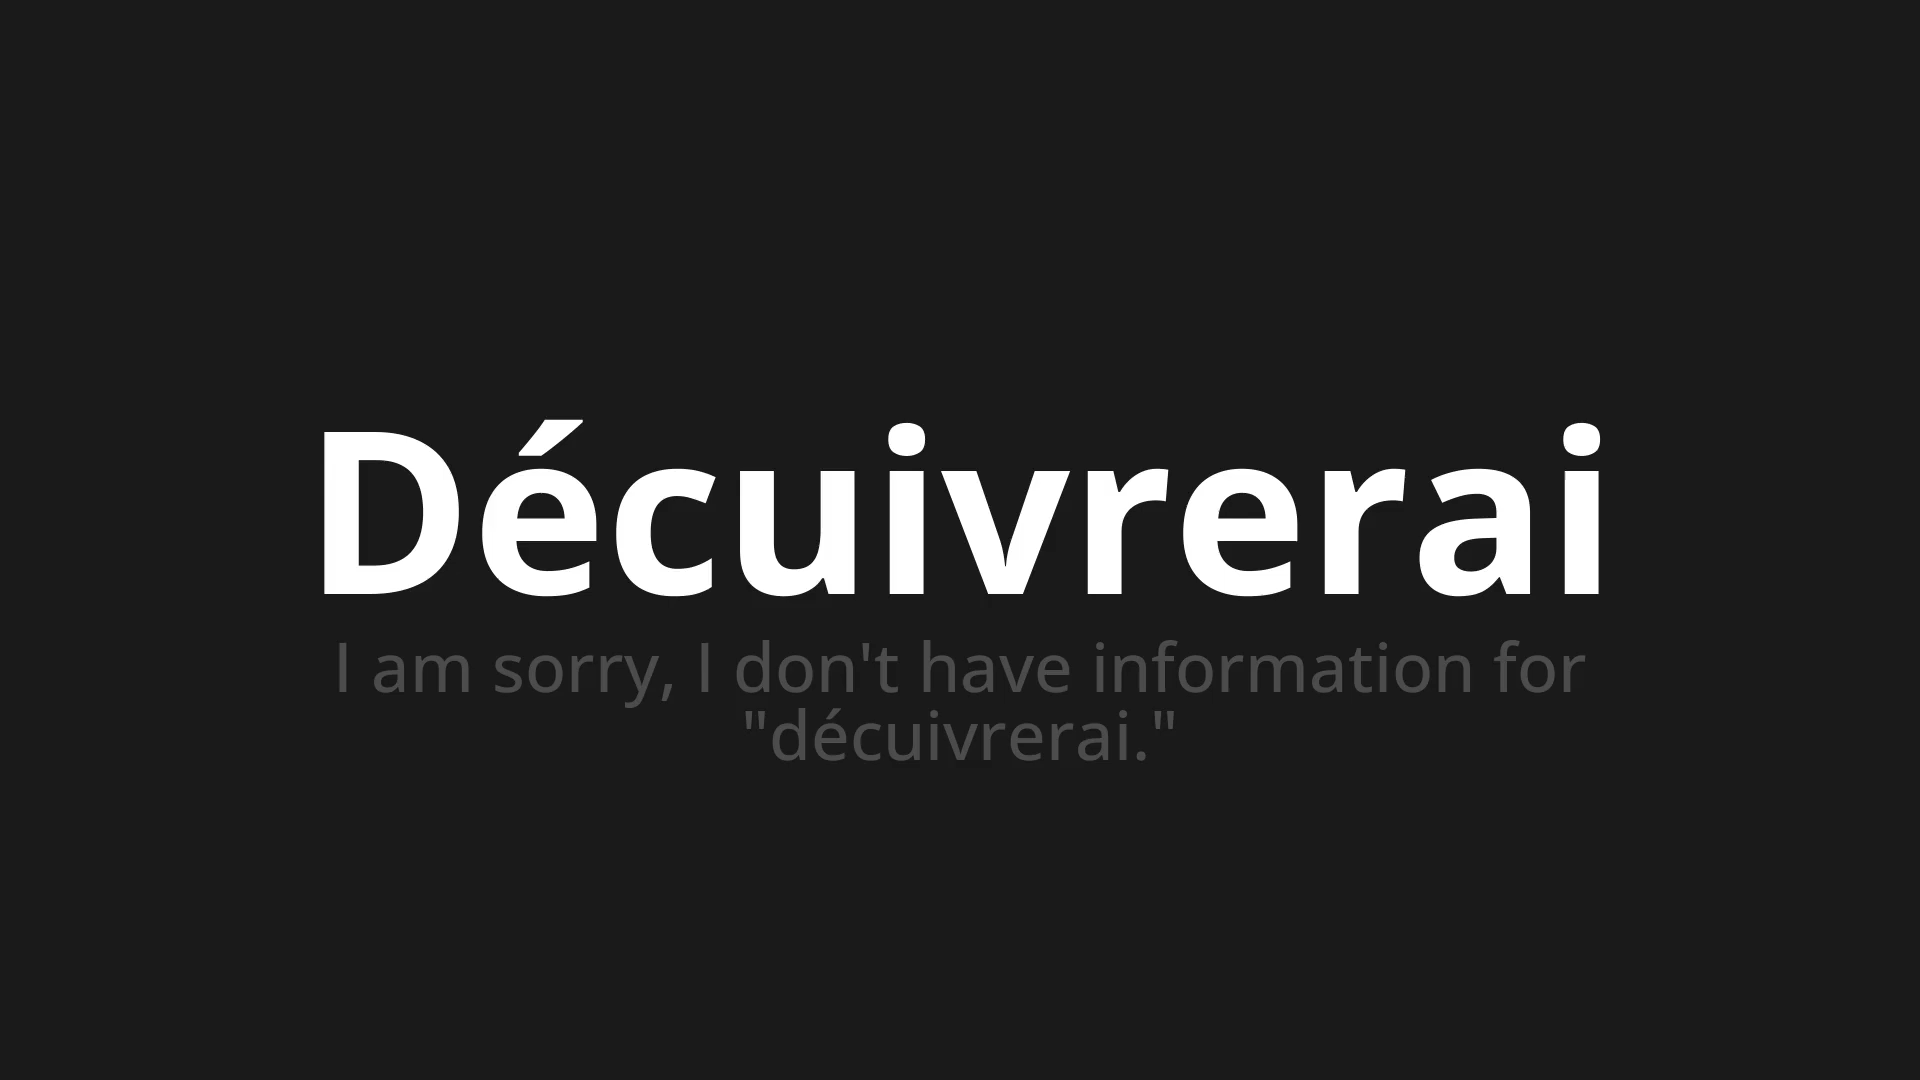 Décuivrerai
I am sorry, I don't have information for
"décuivrerai."